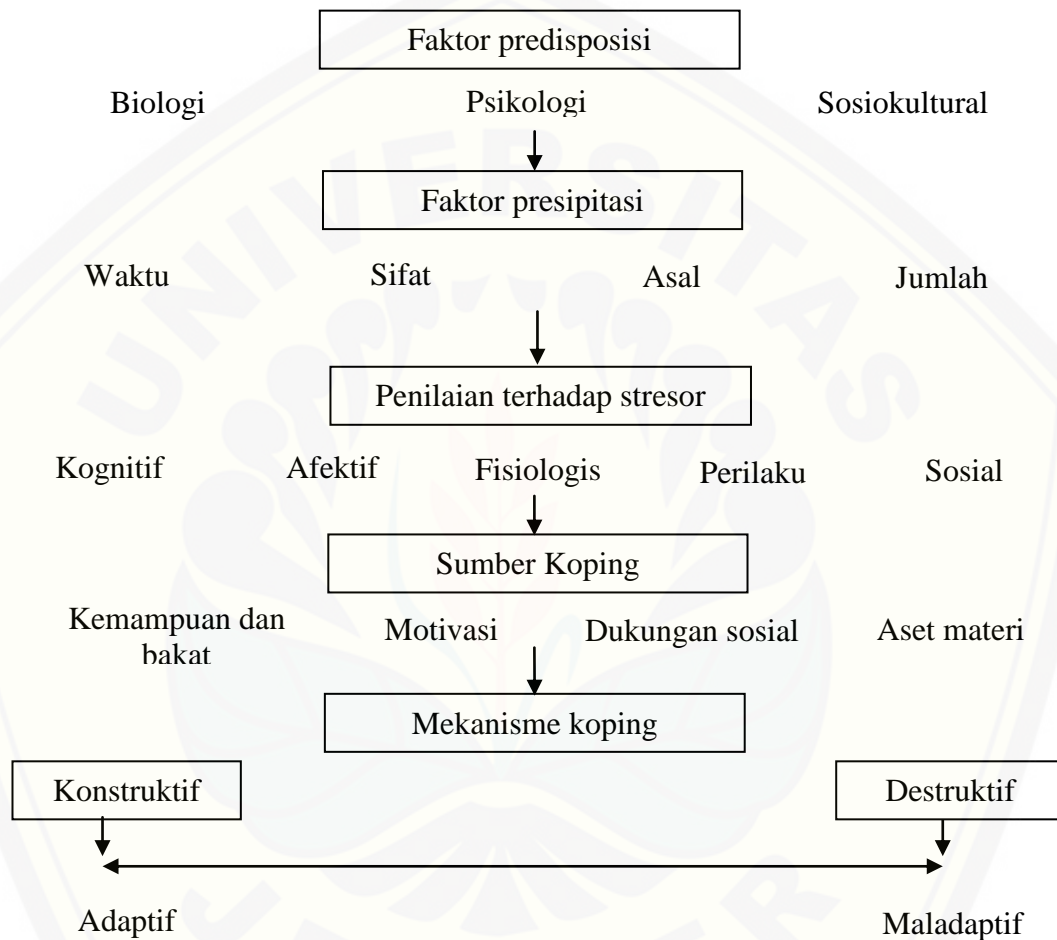 Faktor predisposisi
Biologi Psikologi Sosiokultural
Faktor presipitasi
Waktu Sifat Asal Jumlah
Penilaian terhadap stresor
Kognitif Afektif Fisiologis Perilaku Sosial
Sumber Koping
Kemampuan dan
bakat
Motivasi Dukungan sosial Aset materi
Mekanisme koping
Konstruktif Destruktif
Adaptif Maladaptif
UNIVERSITAS